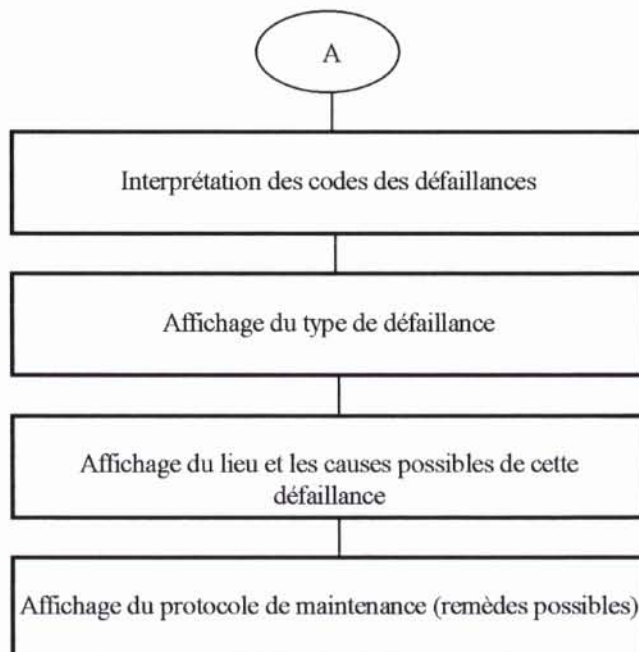 A
Interprétation des codes des défaillances
Affichage du type de défaillance
Affichage du lieu et les causes possibles de cette
défaillance
Affichage du protocole de maintenance (remèdes possibles)